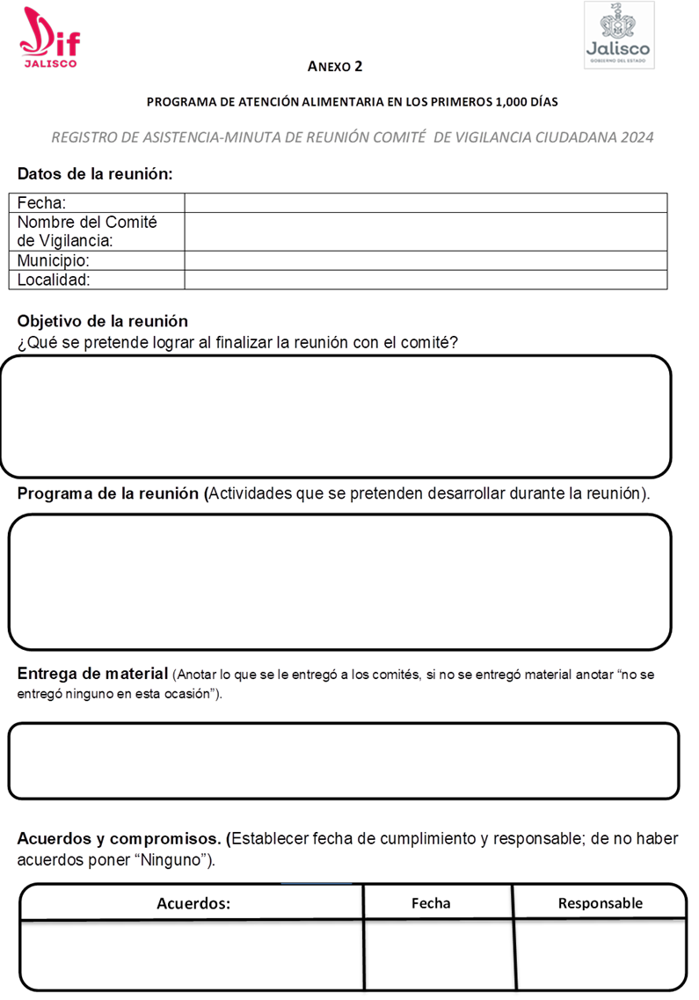 Dif
JALISCO
Jalisco
GOBIERNO DEL ESTADO
ANEXO 2
PROGRAMA DE ATENCIÓN ALIMENTARIA EN LOS PRIMEROS 1,000 DÍAS
REGISTRO DE ASISTENCIA-MINUTA DE REUNIÓN COMITÉ DE VIGILANCIA CIUDADANA 2024
Datos de la reunión:
Fecha:
Nombre del Comité
de Vigilancia:
Municipio:
Localidad:
Objetivo de la reunión
¿Qué se pretende lograr al finalizar la reunión con el comité?
Programa de la reunión (Actividades que se pretenden desarrollar durante la reunión).
Entrega de material (Anotar lo que se le entregó a los comités, si no se entregó material anotar “no se
entregó ninguno en esta ocasión”).
Acuerdos y compromisos. (Establecer fecha de cumplimiento y responsable; de no haber
acuerdos poner “Ninguno”).
Acuerdos: Fecha Responsable